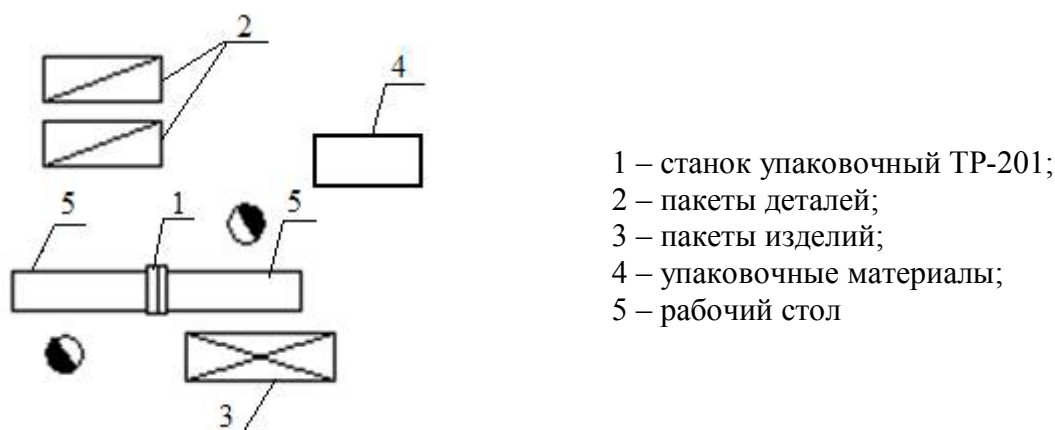 2
4
5
1
5
3
1 – станок упаковочный ТР-201;
2 – пакеты деталей;
3 – пакеты изделий;
4 – упаковочные материалы;
5 – рабочий стол